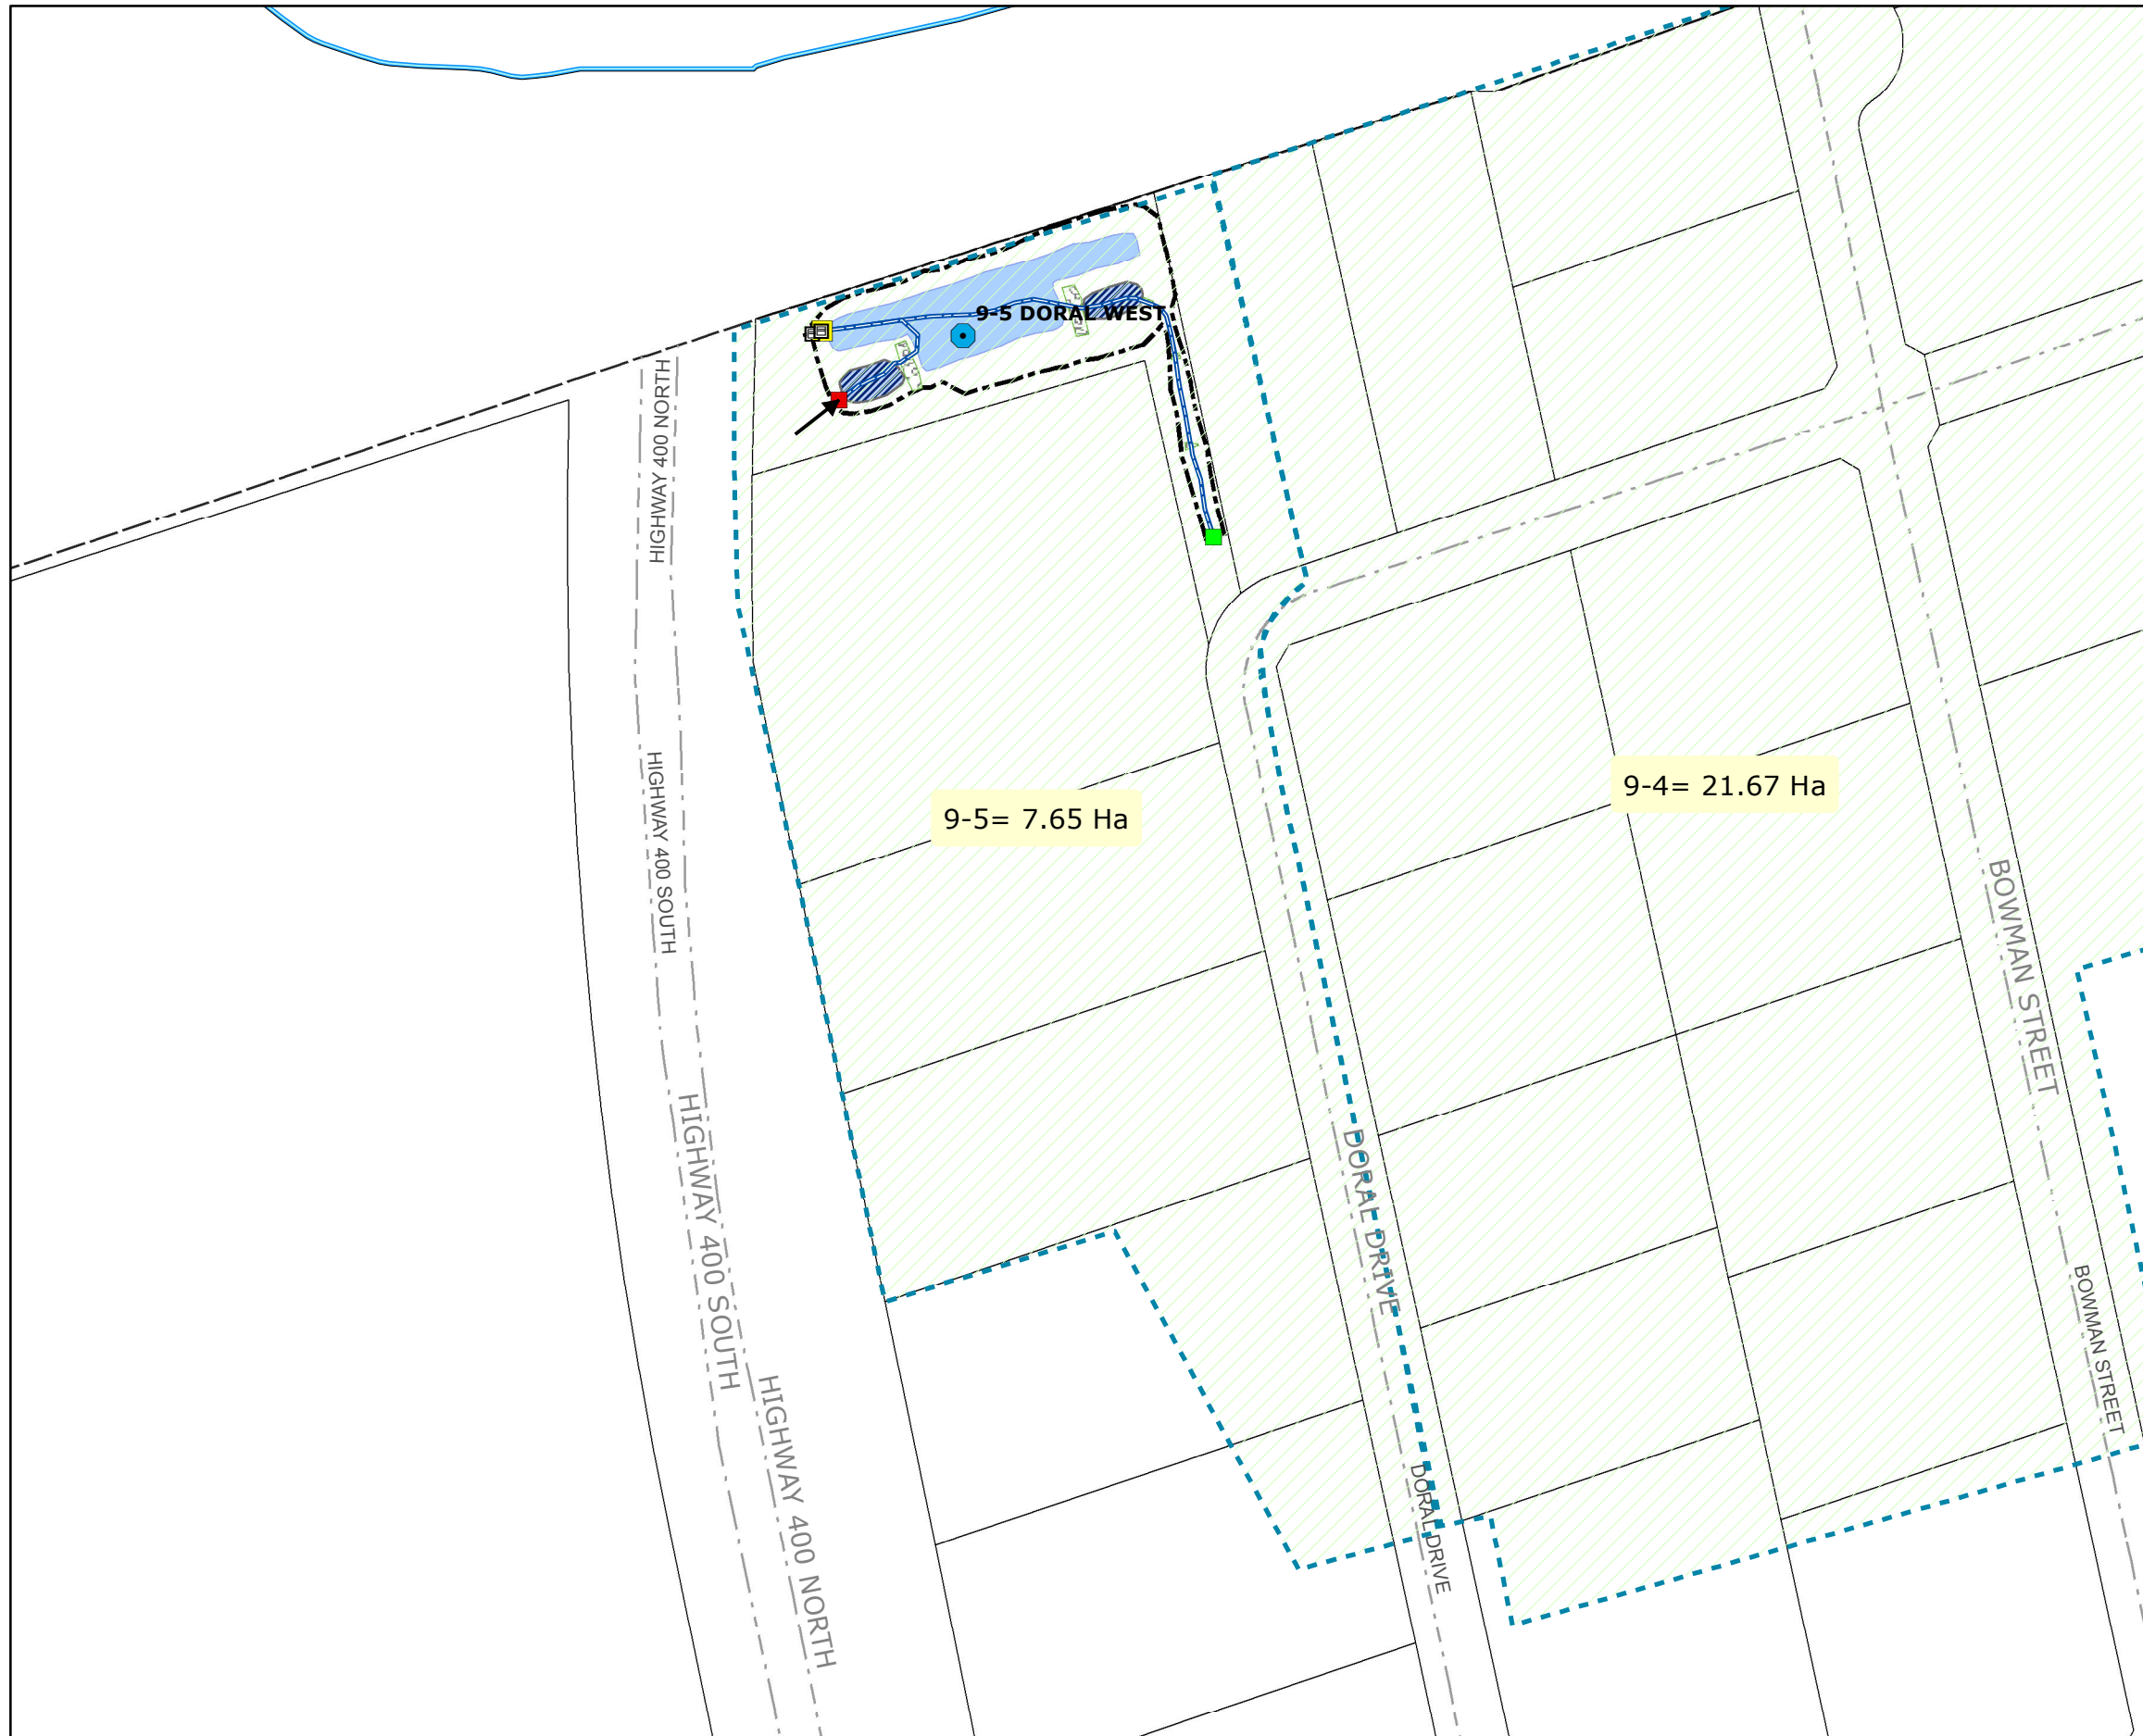 9-5 DORAL WEST
HIGHWAY 400 NORTH
HIGHWAY 400 SOUTH
9-5= 7.65 Ha
9-4= 21.67 Ha
BOWMAN STREET
HIGHWAY 400 SOUTH
DORAL DRIVE
BOWMAN STREET
HIGHWAY 400 NORTH
DORAL DRIVE